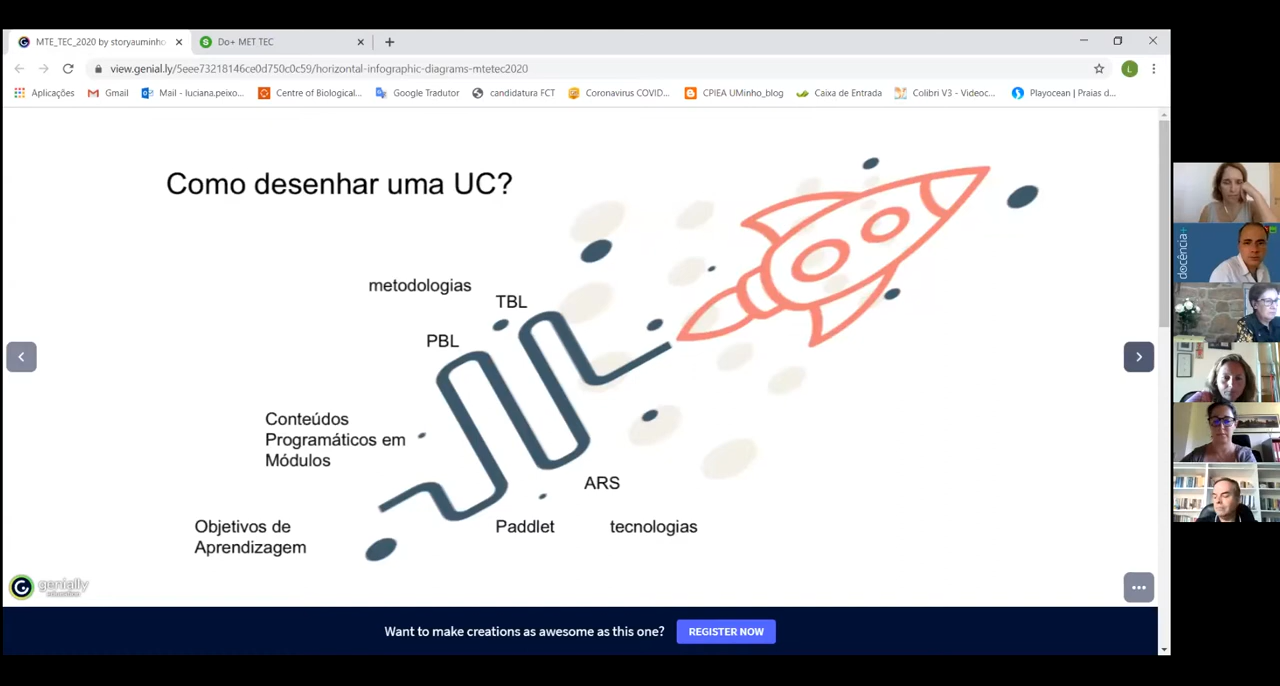 MTE_TEC_2020 by storyauminho
Do+ MET TEC
view.genial.ly/5eee73218146ce0d750c0c59/horizontal-infographic-diagrams-mtetec2020
L
Aplicações
Gmail
Mail - luciana.peixo...
Centre of Biological...
Google Tradutor
candidatura FCT
Coronavirus COVID...
CPIEA UMinho_blog
Caixa de Entrada
Colibri V3 - Videoc...
Playocean | Praias d...
Como desenhar uma UC?
metodologias
TBL
PBL
Conteúdos
Programáticos em
Módulos
ARS
Objetivos de
Aprendizagem
Paddlet
tecnologias
genially
education
Want to make creations as awesome as this one?
REGISTER NOW
docência+